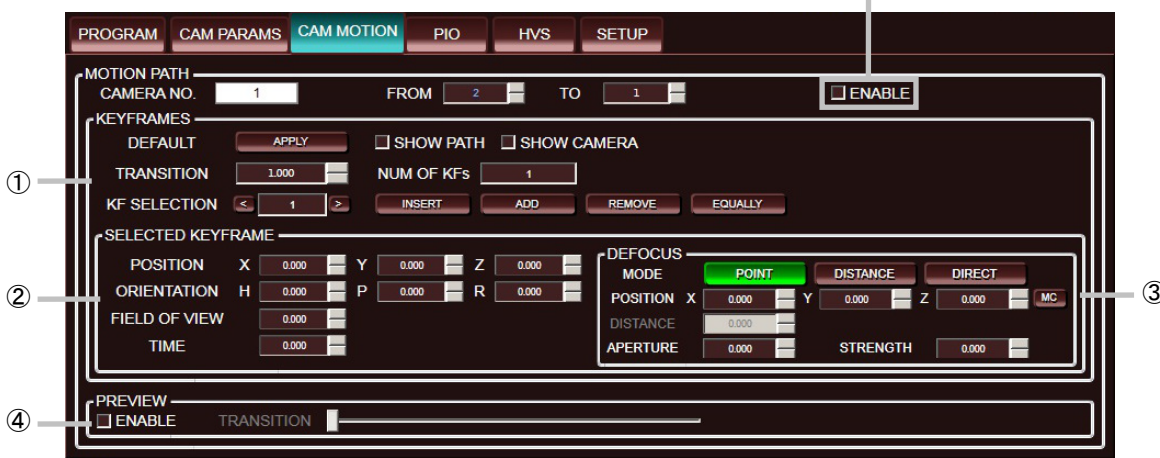 PROGRAM CAM PARAMS CAM MOTION PIO HVS SETUP
MOTION PATH
CAMERA NO. 1 FROM 2 TO 1 ENABLE
KEYFRAMES
DEFAULT APPLY SHOW PATH SHOW CAMERA
① TRANSITION 1.000 NUM OF KFs 1
KF SELECTION < 1 > INSERT ADD REMOVE EQUALLY
SELECTED KEYFRAME
POSITION X 0.000 Y 0.000 Z 0.000
② ORIENTATION H 0.000 P 0.000 R 0.000
FIELD OF VIEW 0.000
TIME 0.000
DEFOCUS
MODE POINT DISTANCE DIRECT
POSITION X 0.000 Y 0.000 Z 0.000 MC ③
DISTANCE 0.000
APERTURE 0.000 STRENGTH 0.000
PREVIEW
④ ENABLE TRANSITION